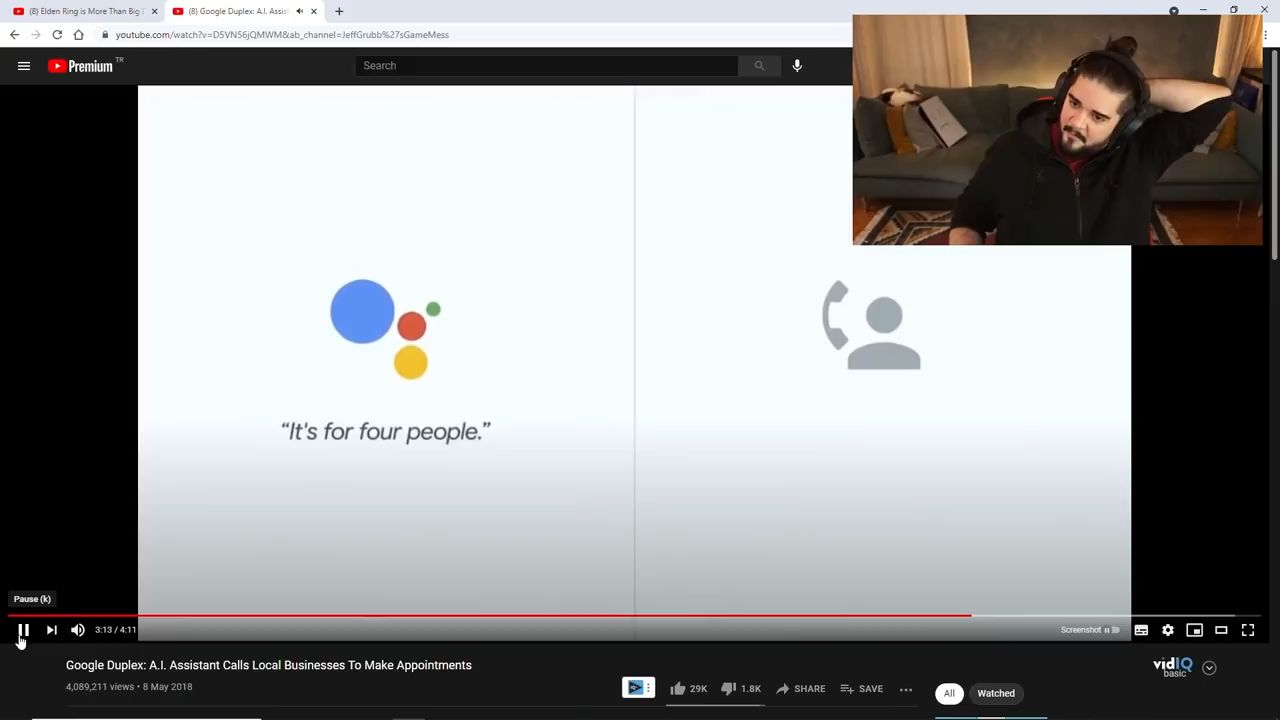 (8) Elden Ring is More Than Big
(8) Google Duplex: A.I. Assist
youtube.com/watch?v=D5VN56jQMWM&ab_channel=JeffGrubb%27sGameMess
Premium TR
Search
“It's for four people.”
Pause (k)
3:13 / 4:11
Screenshot
Google Duplex: A.I. Assistant Calls Local Businesses To Make Appointments
vidIQ
basic
4,089,211 views • 8 May 2018
29K
1.8K
SHARE
SAVE
All
Watched